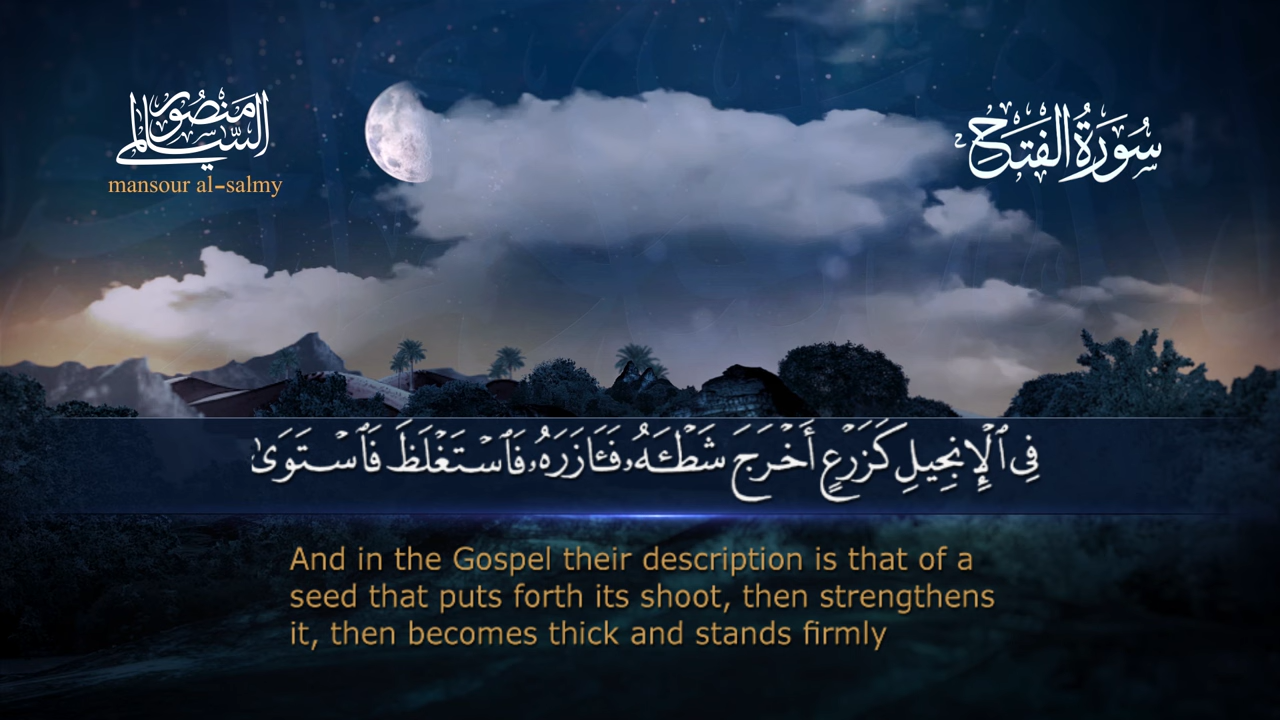 منصور السالمي
mansour al-salmy
سُورَةُ الفَتْحِ
فِي ٱلْإِنجِيلِ كَزَرْعٍ أَخْرَجَ شَطْـَٔهُۥ فَـَٔازَرَهُۥ فَٱسْتَغْلَظَ فَٱسْتَوَىٰ
And in the Gospel their description is that of a
seed that puts forth its shoot, then strengthens
it, then becomes thick and stands firmly